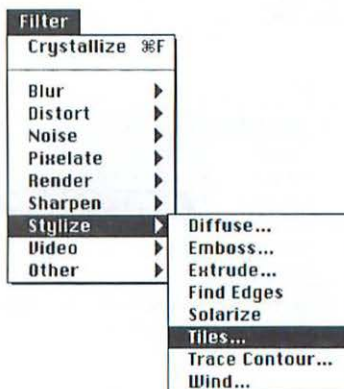 Filter
Crystallize ⌘F
Blur
Distort
Noise
Pixelate
Render
Sharpen
Stylize
Video
Other
Diffuse...
Emboss...
Extrude...
Find Edges
Solarize
Tiles...
Trace Contour...
Wind...